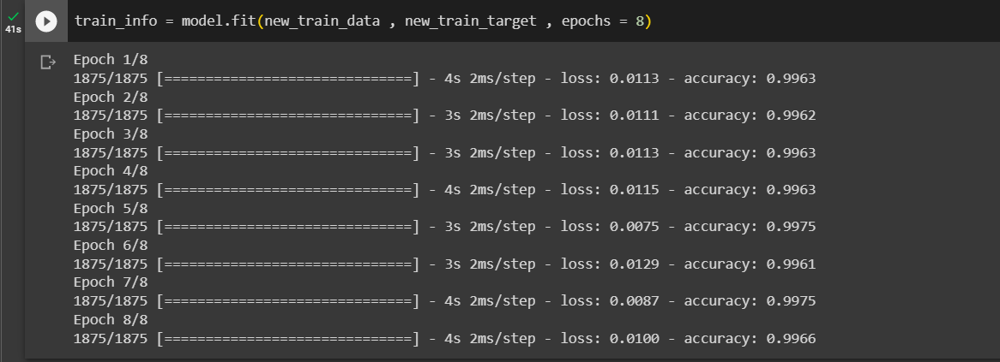 41s
train_info = model.fit(new_train_data , new_train_target , epochs = 8)
Epoch 1/8
1875/1875 [==============================] - 4s 2ms/step - loss: 0.0113 - accuracy: 0.9963
Epoch 2/8
1875/1875 [==============================] - 3s 2ms/step - loss: 0.0111 - accuracy: 0.9962
Epoch 3/8
1875/1875 [==============================] - 3s 2ms/step - loss: 0.0113 - accuracy: 0.9963
Epoch 4/8
1875/1875 [==============================] - 4s 2ms/step - loss: 0.0115 - accuracy: 0.9963
Epoch 5/8
1875/1875 [==============================] - 3s 2ms/step - loss: 0.0075 - accuracy: 0.9975
Epoch 6/8
1875/1875 [==============================] - 3s 2ms/step - loss: 0.0129 - accuracy: 0.9961
Epoch 7/8
1875/1875 [==============================] - 4s 2ms/step - loss: 0.0087 - accuracy: 0.9975
Epoch 8/8
1875/1875 [==============================] - 4s 2ms/step - loss: 0.0100 - accuracy: 0.9966